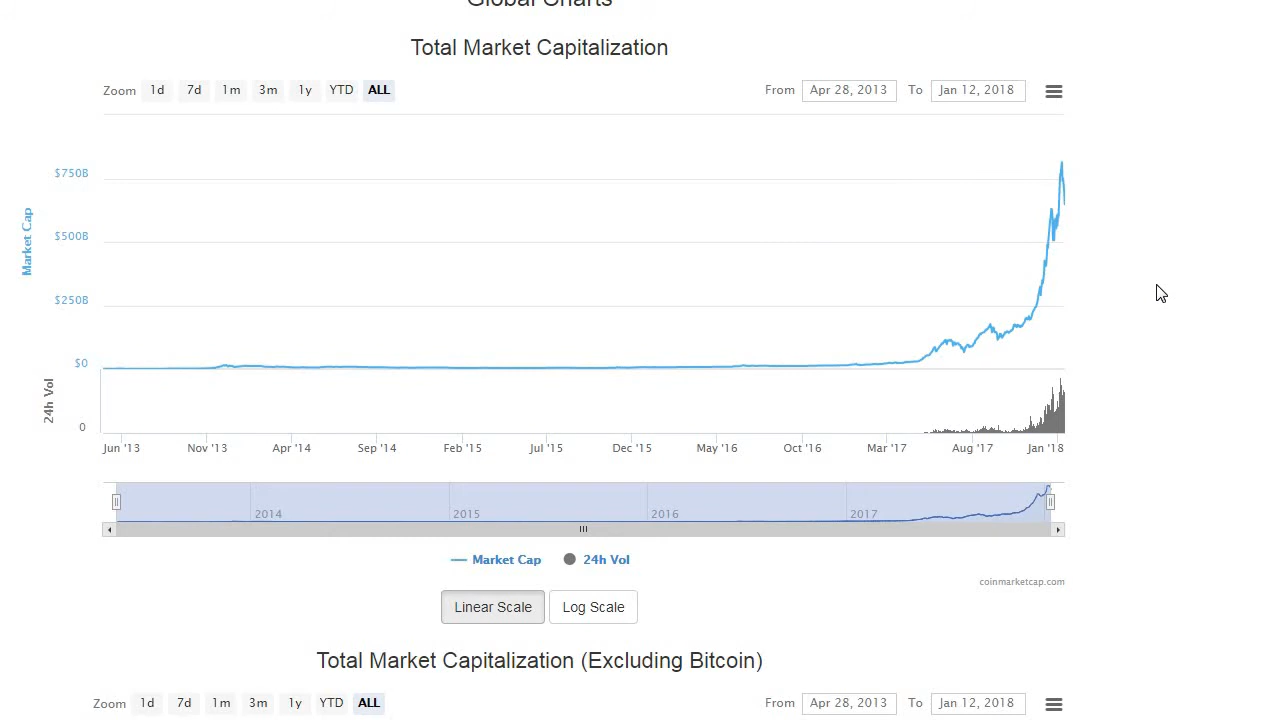 Global Charts
Total Market Capitalization
Zoom 1d 7d 1m 3m 1y YTD ALL From Apr 28, 2013 To Jan 12, 2018
$750B
$500B
$250B
$0
Market Cap
0
24h Vol
Jun '13 Nov '13 Apr '14 Sep '14 Feb '15 Jul '15 Dec '15 May '16 Oct '16 Mar '17 Aug '17 Jan '18
2014 2015 2016 2017
Market Cap 24h Vol
coinmarketcap.com
Linear Scale Log Scale
Total Market Capitalization (Excluding Bitcoin)
Zoom 1d 7d 1m 3m 1y YTD ALL From Apr 28, 2013 To Jan 12, 2018